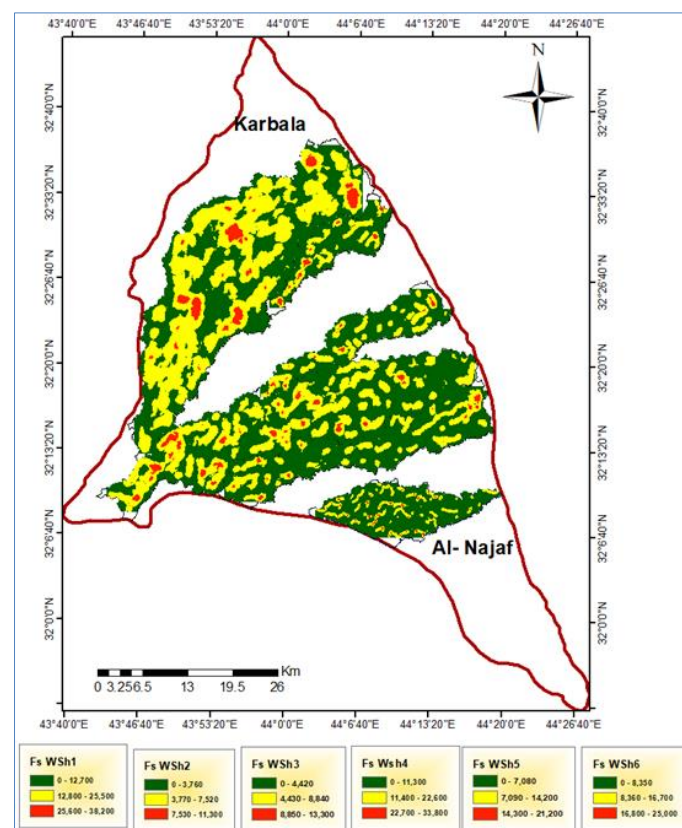 43°40'0"E 43°46'40"E 43°53'20"E 44°0'0"E 44°6'40"E 44°13'20"E 44°20'0"E 44°26'40"E
N
32°40'0"N 32°40'0"N
Karbala
32°33'20"N 32°33'20"N
32°26'40"N 32°26'40"N
32°20'0"N 32°20'0"N
32°13'20"N 32°13'20"N
32°6'40"N 32°6'40"N
Al- Najaf
32°0'0"N 32°0'0"N
Km
0 3.25 6.5 13 19.5 26
43°40'0"E 43°46'40"E 43°53'20"E 44°0'0"E 44°6'40"E 44°13'20"E 44°20'0"E 44°26'40"E
Fs WSh1
0 - 12,700
12,800 - 25,500
25,600 - 38,200
Fs WSh2
0 - 3,760
3,770 - 7,520
7,530 - 11,300
Fs WSh3
0 - 4,420
4,430 - 8,840
8,850 - 13,300
Fs Wsh4
0 - 11,300
11,400 - 22,600
22,700 - 33,800
Fs WSh5
0 - 7,080
7,090 - 14,200
14,300 - 21,200
Fs WSh6
0 - 8,350
8,360 - 16,700
16,800 - 25,000